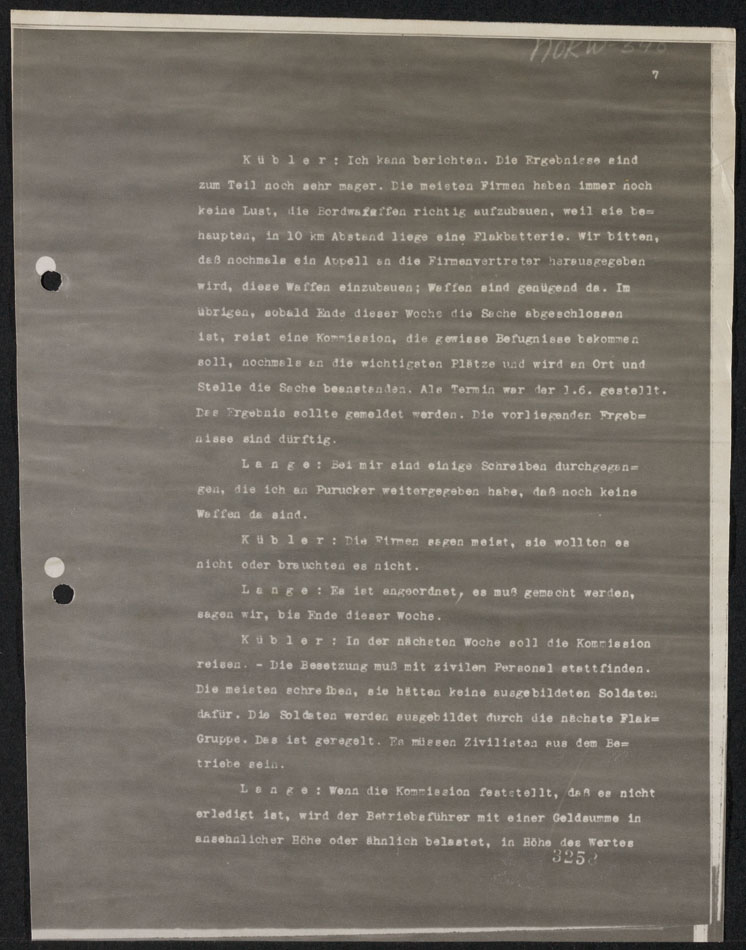 NOKW-
7
K ü b l e r : Ich kann berichten. Die Ergebnisse sind
zum Teil noch sehr mager. Die meisten Firmen haben immer noch
keine Lust, die Bordwafaffen richtig aufzubauen, weil sie be=
haupten, in 10 km Abstand liege eine Flakbatterie. Wir bitten,
daß nochmals ein Appell an die Firmenvertreter herausgegeben
wird, diese Waffen einzubauen; Waffen sind genügend da. Im
übrigen, sobald Ende dieser Woche die Sache abgeschlossen
ist, reist eine Kommission, die gewisse Befugnisse bekommen
soll, nochmals an die wichtigsten Plätze und wird an Ort und
Stelle die Sache beanstanden. Als Termin war der 1.6. gestellt.
Das Ergebnis sollte gemeldet werden. Die vorliegenden Ergeb=
nisse sind dürftig.
L a n g e : Bei mir sind einige Schreiben durchgegan=
gen, die ich an Purucker weitergegeben habe, daß noch keine
Waffen da sind.
K ü b l e r : Die Firmen sagen meist, sie wollten es
nicht oder brauchten es nicht.
L a n g e : Es ist angeordnet, es muß gemacht werden,
sagen wir, bis Ende dieser Woche.
K ü b l e r : In der nächsten Woche soll die Kommission
reisen. - Die Besetzung muß mit zivilem Personal stattfinden.
Die meisten schreiben, sie hätten keine ausgebildeten Soldaten
dafür. Die Soldaten werden ausgebildet durch die nächste Flak=
Gruppe. Das ist geregelt. Es müssen Zivilisten aus dem Be=
triebe sein.
L a n g e : Wenn die Kommission feststellt, daß es nicht
erledigt ist, wird der Betriebsführer mit einer Geldsumme in
ansehnlicher Höhe oder ähnlich belastet, in Höhe des Wertes
325